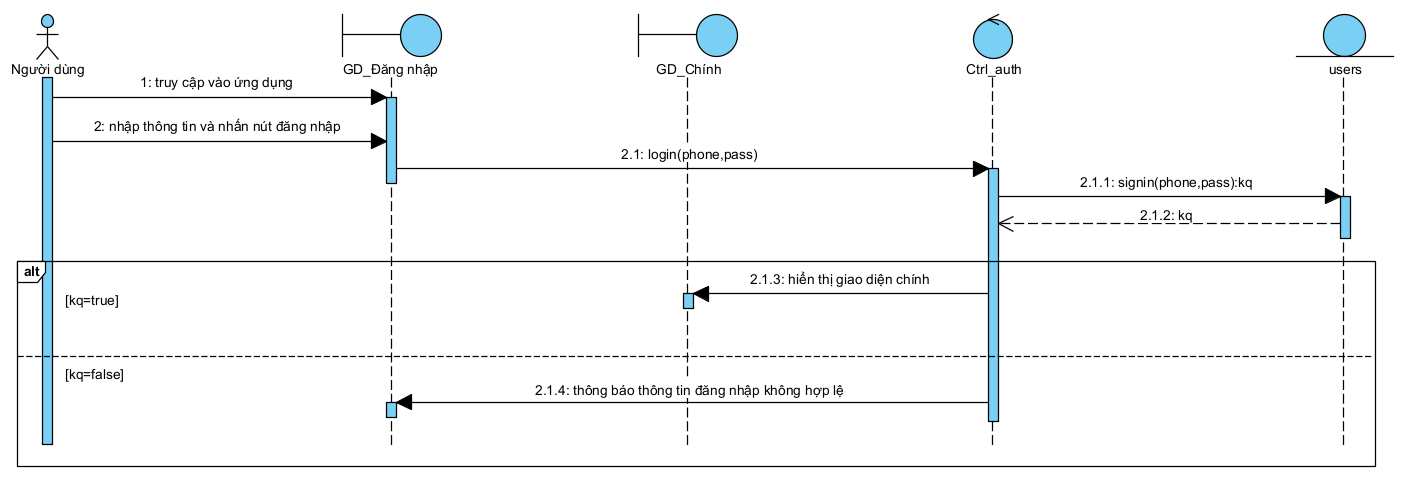 Người dùng
GD_Đăng nhập
GD_Chính
Ctrl_auth
users
1: truy cập vào ứng dụng
2: nhập thông tin và nhấn nút đăng nhập
2.1: login(phone,pass)
2.1.1: signin(phone,pass):kq
2.1.2: kq
alt
2.1.3: hiển thị giao diện chính
[kq=true]
[kq=false]
2.1.4: thông báo thông tin đăng nhập không hợp lệ